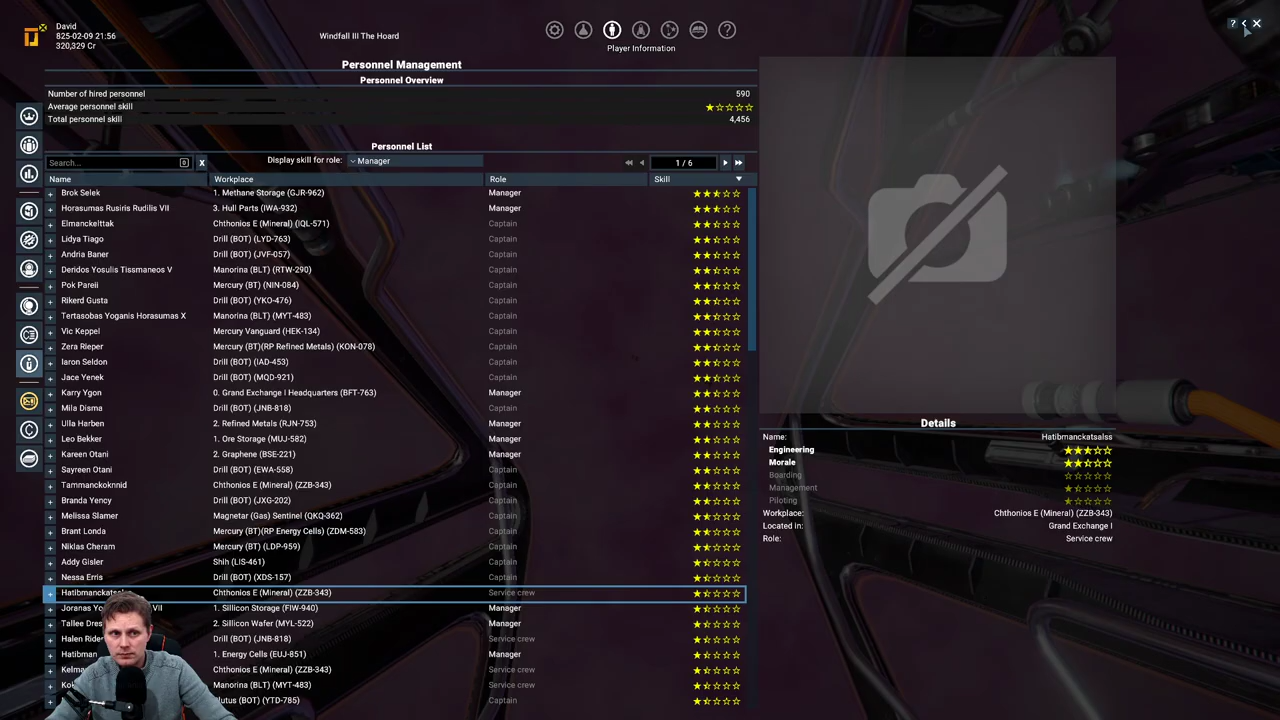 David
825-02-09 21:56
320,329 Cr
Windfall III The Hoard
Player Information
Personnel Management
Personnel Overview
Number of hired personnel 590
Average personnel skill
Total personnel skill 4,456
Personnel List
Search... X Display skill for role: Manager 1 / 6
Name Workplace Role Skill
Brok Selek 1. Methane Storage (GJR-962) Manager
Horasumas Rusiris Rudilis VII 3. Hull Parts (IWA-932) Manager
Elmanckelttak Chthonios E (Mineral) (IQL-571) Captain
Lidya Tiago Drill (BOT) (LYD-763) Captain
Andria Baner Drill (BOT) (JVF-057) Captain
Deridos Yosulis Tissmaneos V Manorina (BLT) (RTW-290) Captain
Pok Pareii Mercury (BT) (NIN-084) Captain
Rikerd Gusta Drill (BOT) (YKO-476) Captain
Tertasobas Yoganis Horasumas X Manorina (BLT) (MYT-483) Captain
Vic Keppel Mercury Vanguard (HEK-134) Captain
Zera Rieper Mercury (BT)(RP Refined Metals) (KON-078) Captain
Iaron Seldon Drill (BOT) (IAD-453) Captain
Jace Yenek Drill (BOT) (MQD-921) Captain
Karry Ygon 0. Grand Exchange I Headquarters (BFT-763) Manager
Mila Disma Drill (BOT) (JNB-818) Captain
Ulla Harben 2. Refined Metals (RJN-753) Manager
Leo Bekker 1. Ore Storage (MUJ-582) Manager
Kareen Otani 2. Graphene (BSE-221) Manager
Sayreen Otani Drill (BOT) (EWA-558) Captain
Tammanckoknnid Chthonios E (Mineral) (ZZB-343) Captain
Branda Yency Drill (BOT) (JXG-202) Captain
Melissa Slamer Magnetar (Gas) Sentinel (QKQ-362) Captain
Brant Londa Mercury (BT)(RP Energy Cells) (ZDM-583) Captain
Niklas Cheram Mercury (BT) (LDP-959) Captain
Addy Gisler Shih (LIS-461) Captain
Nessa Erris Drill (BOT) (XDS-157) Captain
Chthonios E (Mineral) (ZZB-343) Service crew
Joranas VII 1. Sillicon Storage (FIW-940) Manager
Tallee 2. Sillicon Wafer (MYL-522) Manager
Halen Drill (BOT) (JNB-818) Service crew
Hatibman 1. Energy Cells (EUJ-851) Manager
Chthonios E (Mineral) (ZZB-343) Service crew
Manorina (BLT) (MYT-483) Service crew
(BOT) (YTD-785) Captain
Details
Name: Hatibmanckatsalss
Engineering
Morale
Boarding
Management
Piloting
Workplace: Chthonios E (Mineral) (ZZB-343)
Located in: Grand Exchange I
Role: Service crew